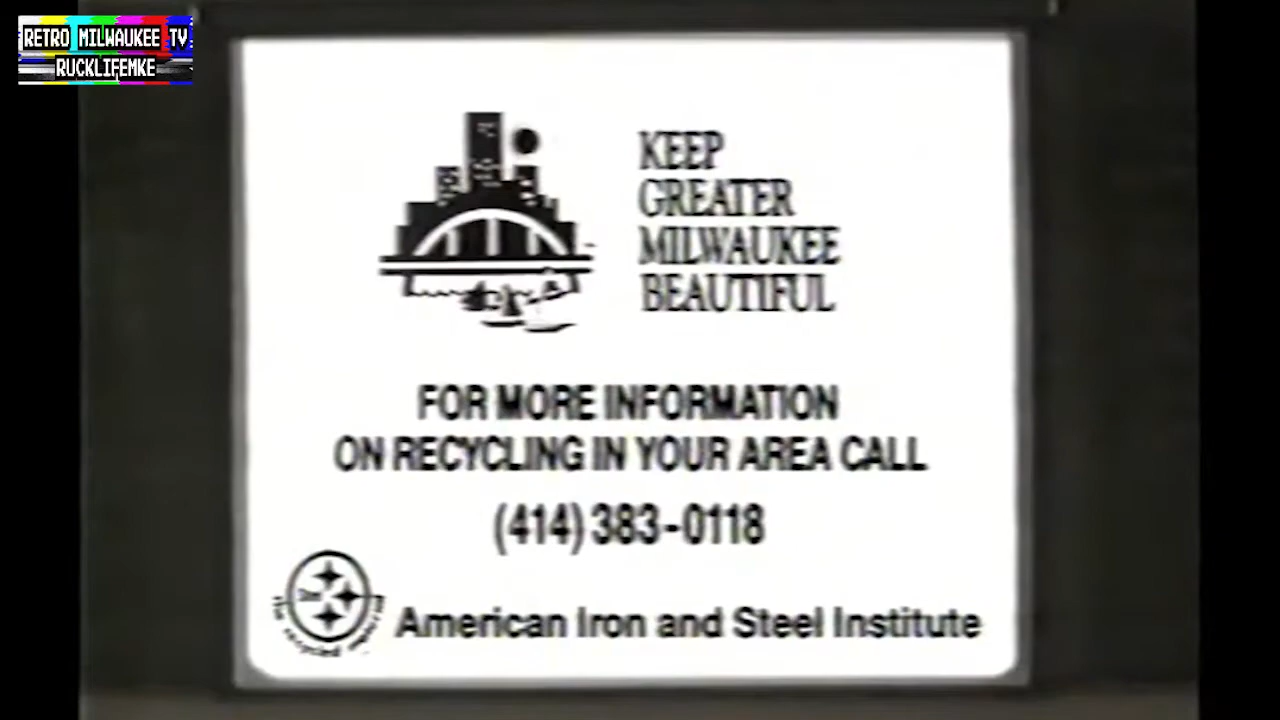 RETRO MILWAUKEE TV
RUCKLIFEMKE
KEEP
GREATER
MILWAUKEE
BEAUTIFUL
FOR MORE INFORMATION
ON RECYCLING IN YOUR AREA CALL
(414) 383-0118
American Iron and Steel Institute